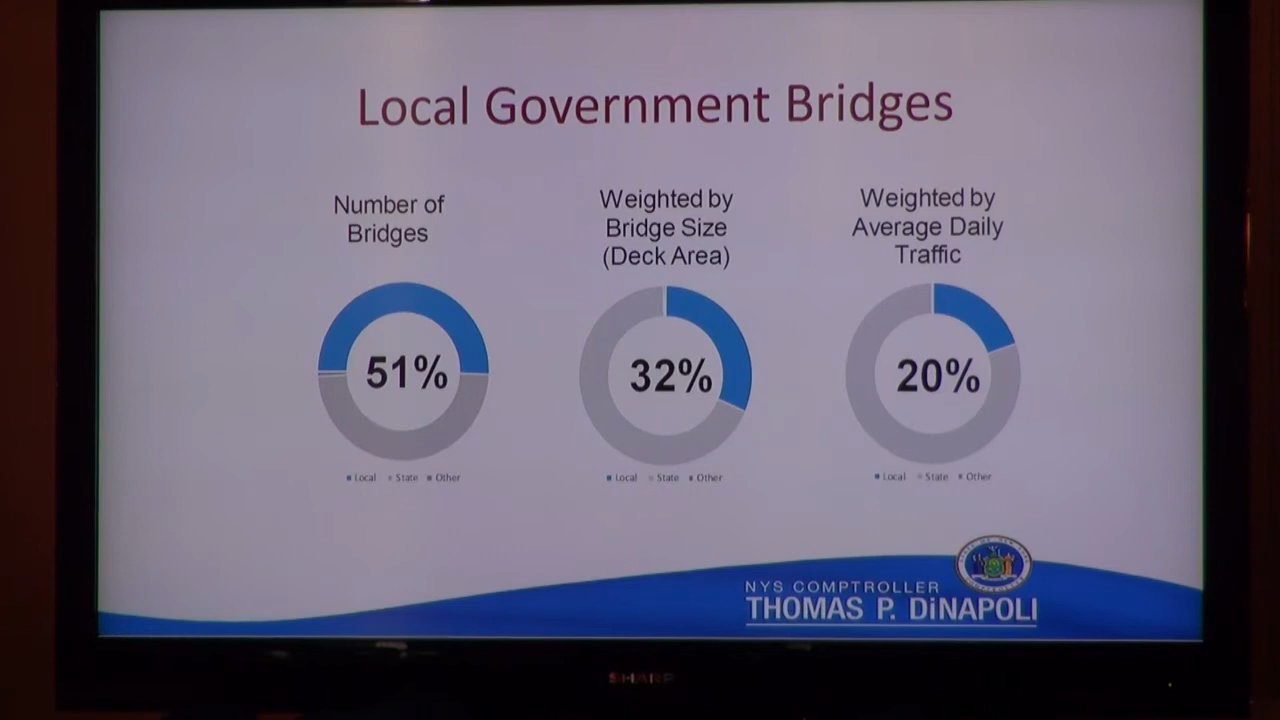 Local Government Bridges
Number of
Bridges
Weighted by
Bridge Size
(Deck Area)
Weighted by
Average Daily
Traffic
51%
32%
20%
Local State Other
Local State Other
Local State Other
NYS COMPTROLLER
THOMAS P. DiNAPOLI
SHARP